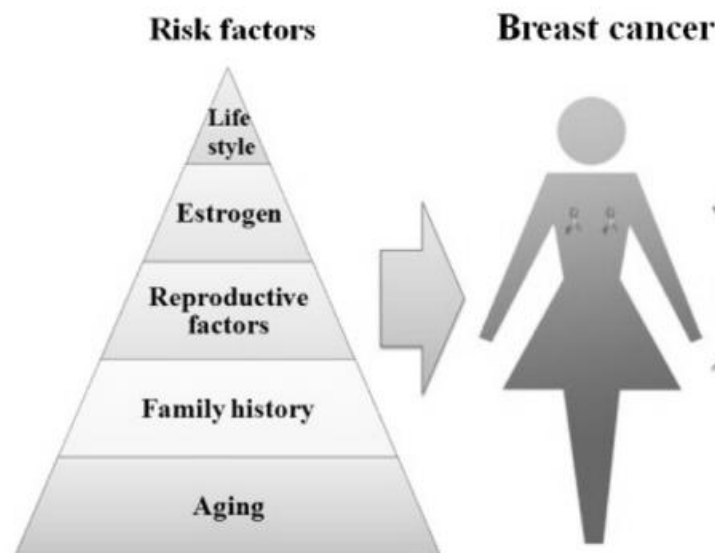 Risk factors
Breast cancer
Life
style
Estrogen
Reproductive
factors
Family history
Aging